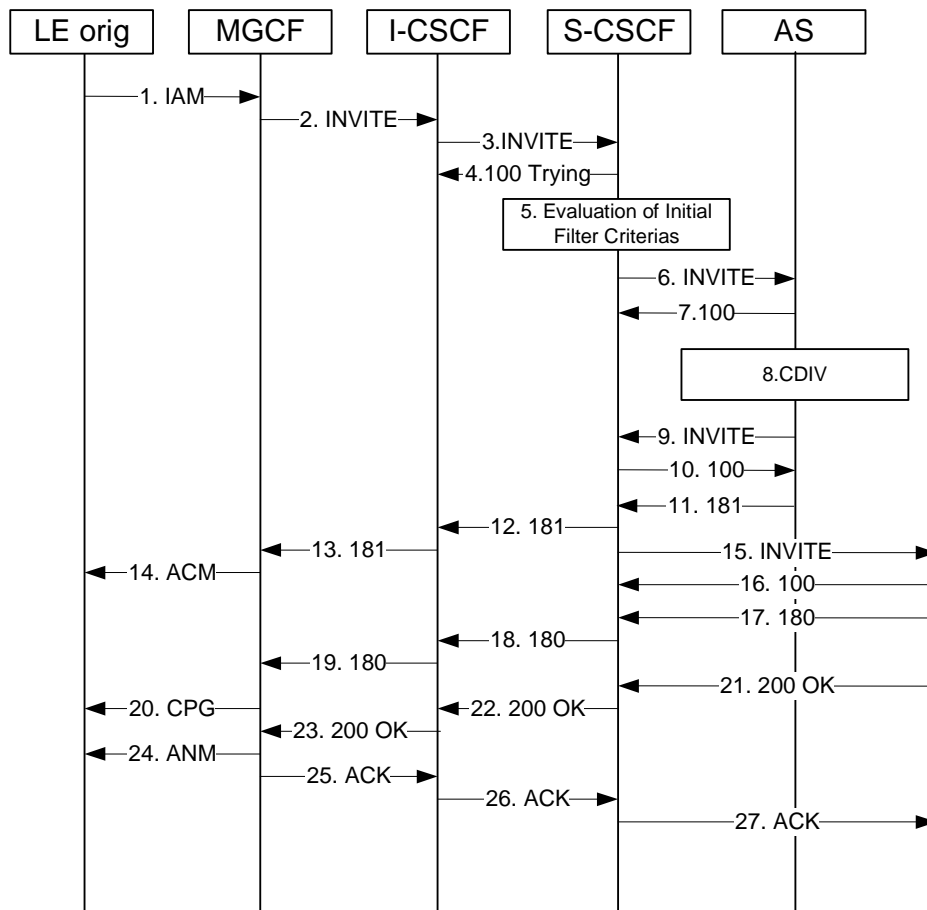 LE orig
MGCF
I-CSCF
S-CSCF
AS
1. IAM
2. INVITE
3.INVITE
4.100 Trying
5. Evaluation of Initial
Filter Criterias
6. INVITE
7.100
8.CDIV
9. INVITE
10. 100
11. 181
12. 181
13. 181
15. INVITE
14. ACM
16. 100
17. 180
18. 180
19. 180
21. 200 OK
20. CPG
22. 200 OK
23. 200 OK
24. ANM
25. ACK
26. ACK
27. ACK